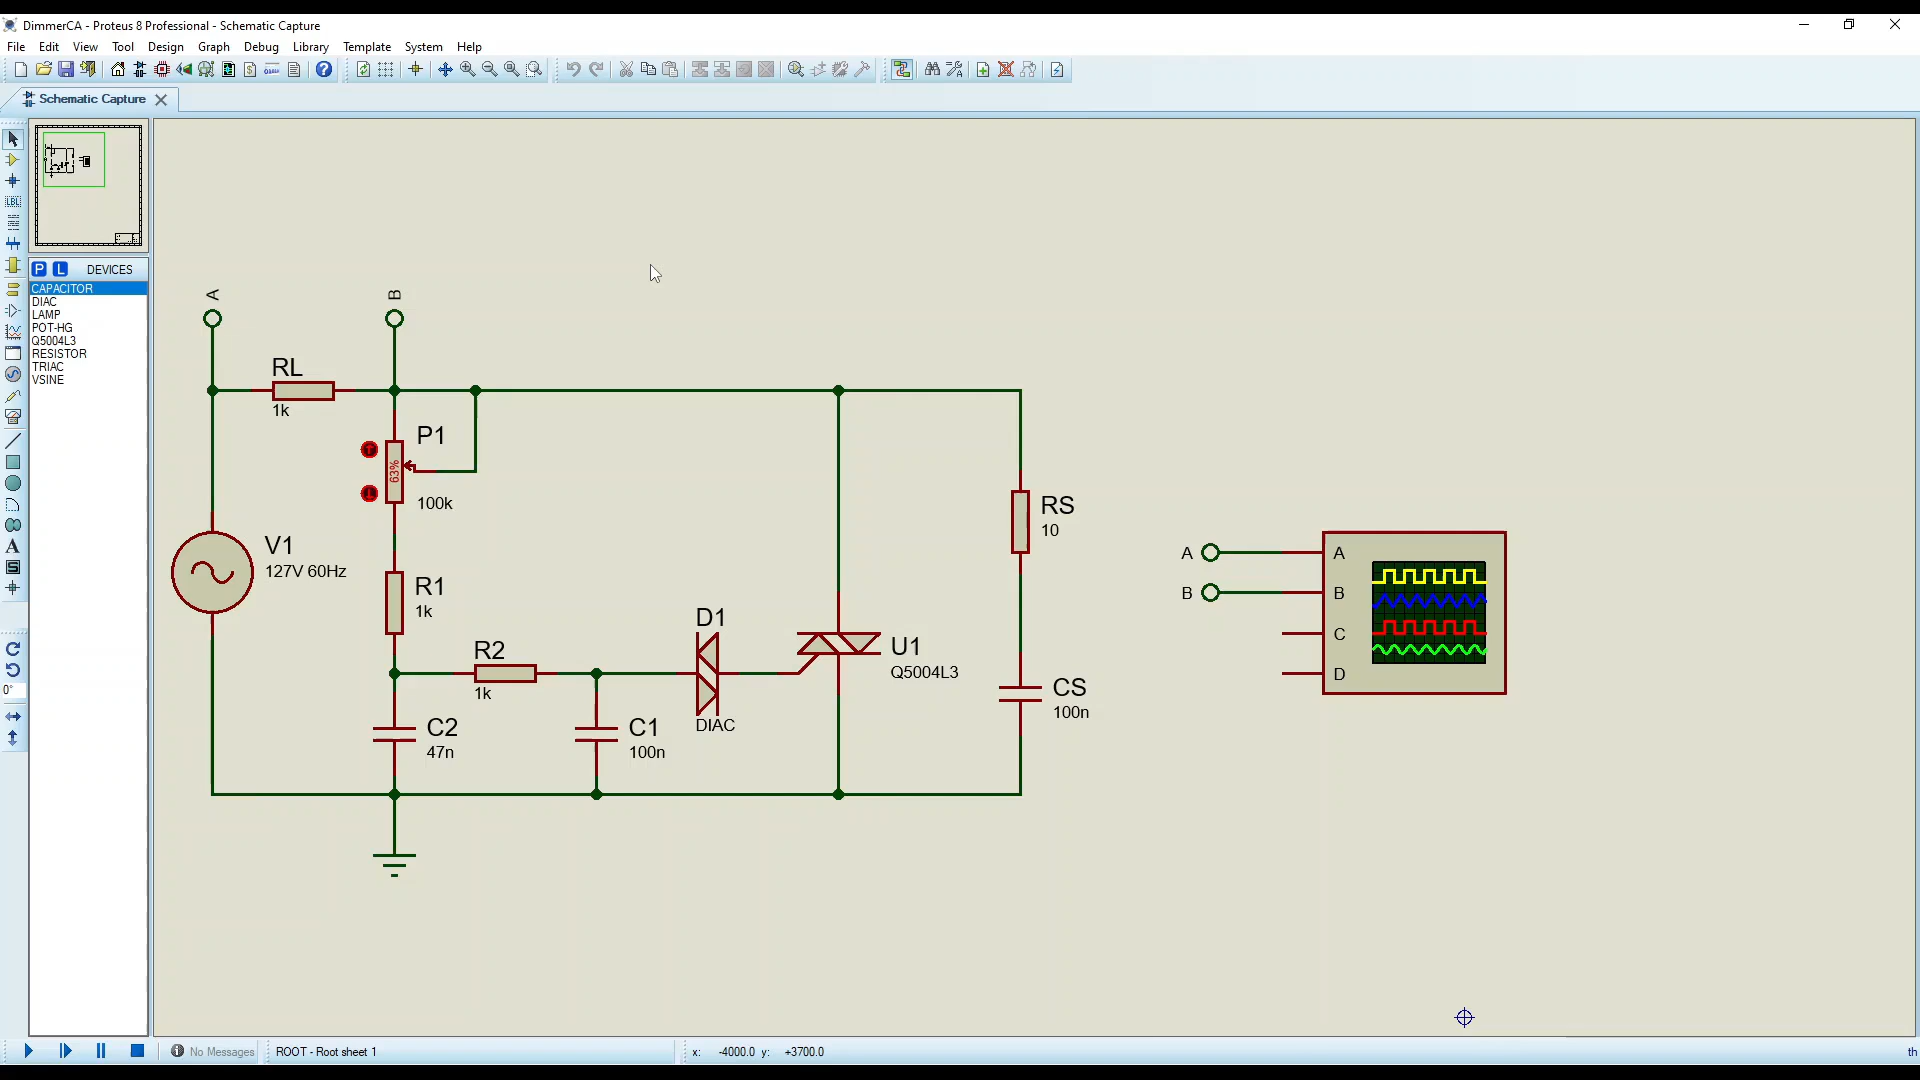 DimmerCA - Proteus 8 Professional - Schematic Capture
File Edit View Tool Design Graph Debug Library Template System Help
Schematic Capture
P L DEVICES
CAPACITOR
DIAC
LAMP
POT-HG
Q5004L3
RESISTOR
TRIAC
VSINE
LBL
A
S
0°
A
B
RL
1k
P1
63%
100k
V1
127V 60Hz
R1
1k
R2
1k
C2
47n
C1
100n
D1
DIAC
U1
Q5004L3
RS
10
CS
100n
A
B
A
B
C
D
No Messages
ROOT - Root sheet 1
x: -4000.0 y: +3700.0
th